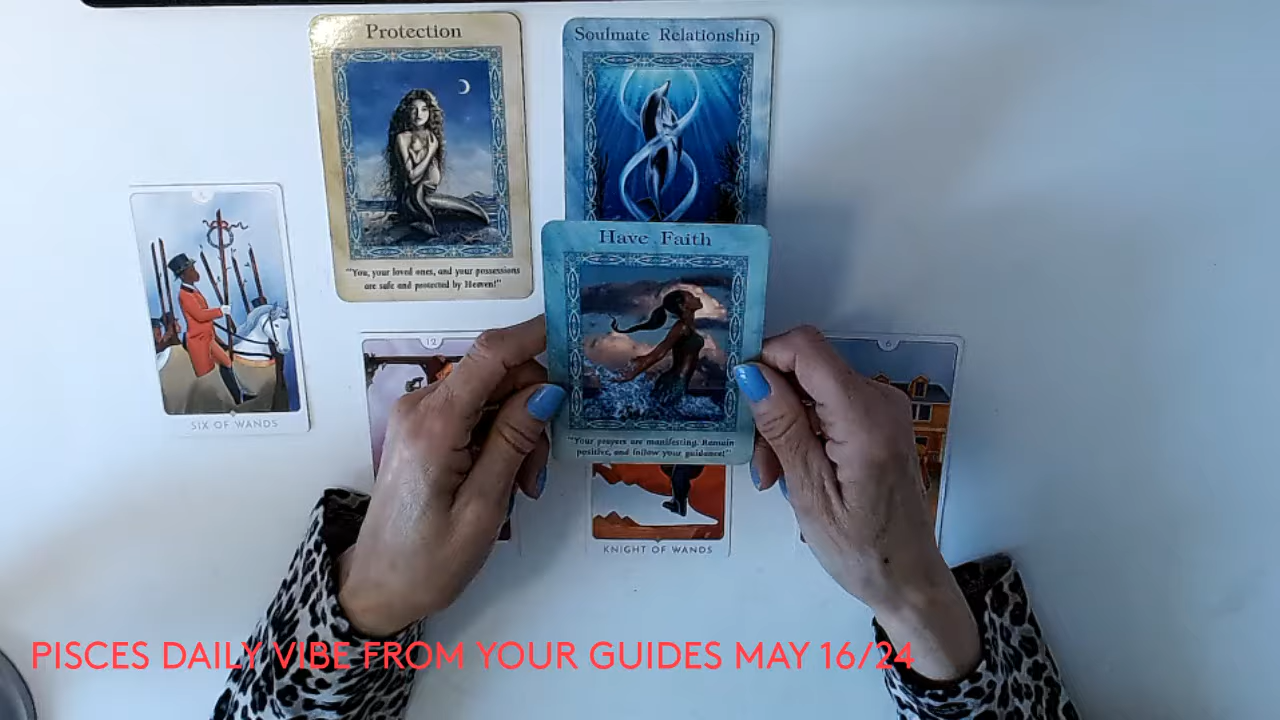 Protection
"You, your loved ones, and your possessions
are safe and protected by Heaven!"
Soulmate Relationship
Have Faith
"Your prayers are manifesting. Remain
positive, and follow your guidance!"
SIX OF WANDS
12
6
KNIGHT OF WANDS
PISCES DAILY VIBE FROM YOUR GUIDES MAY 16/24